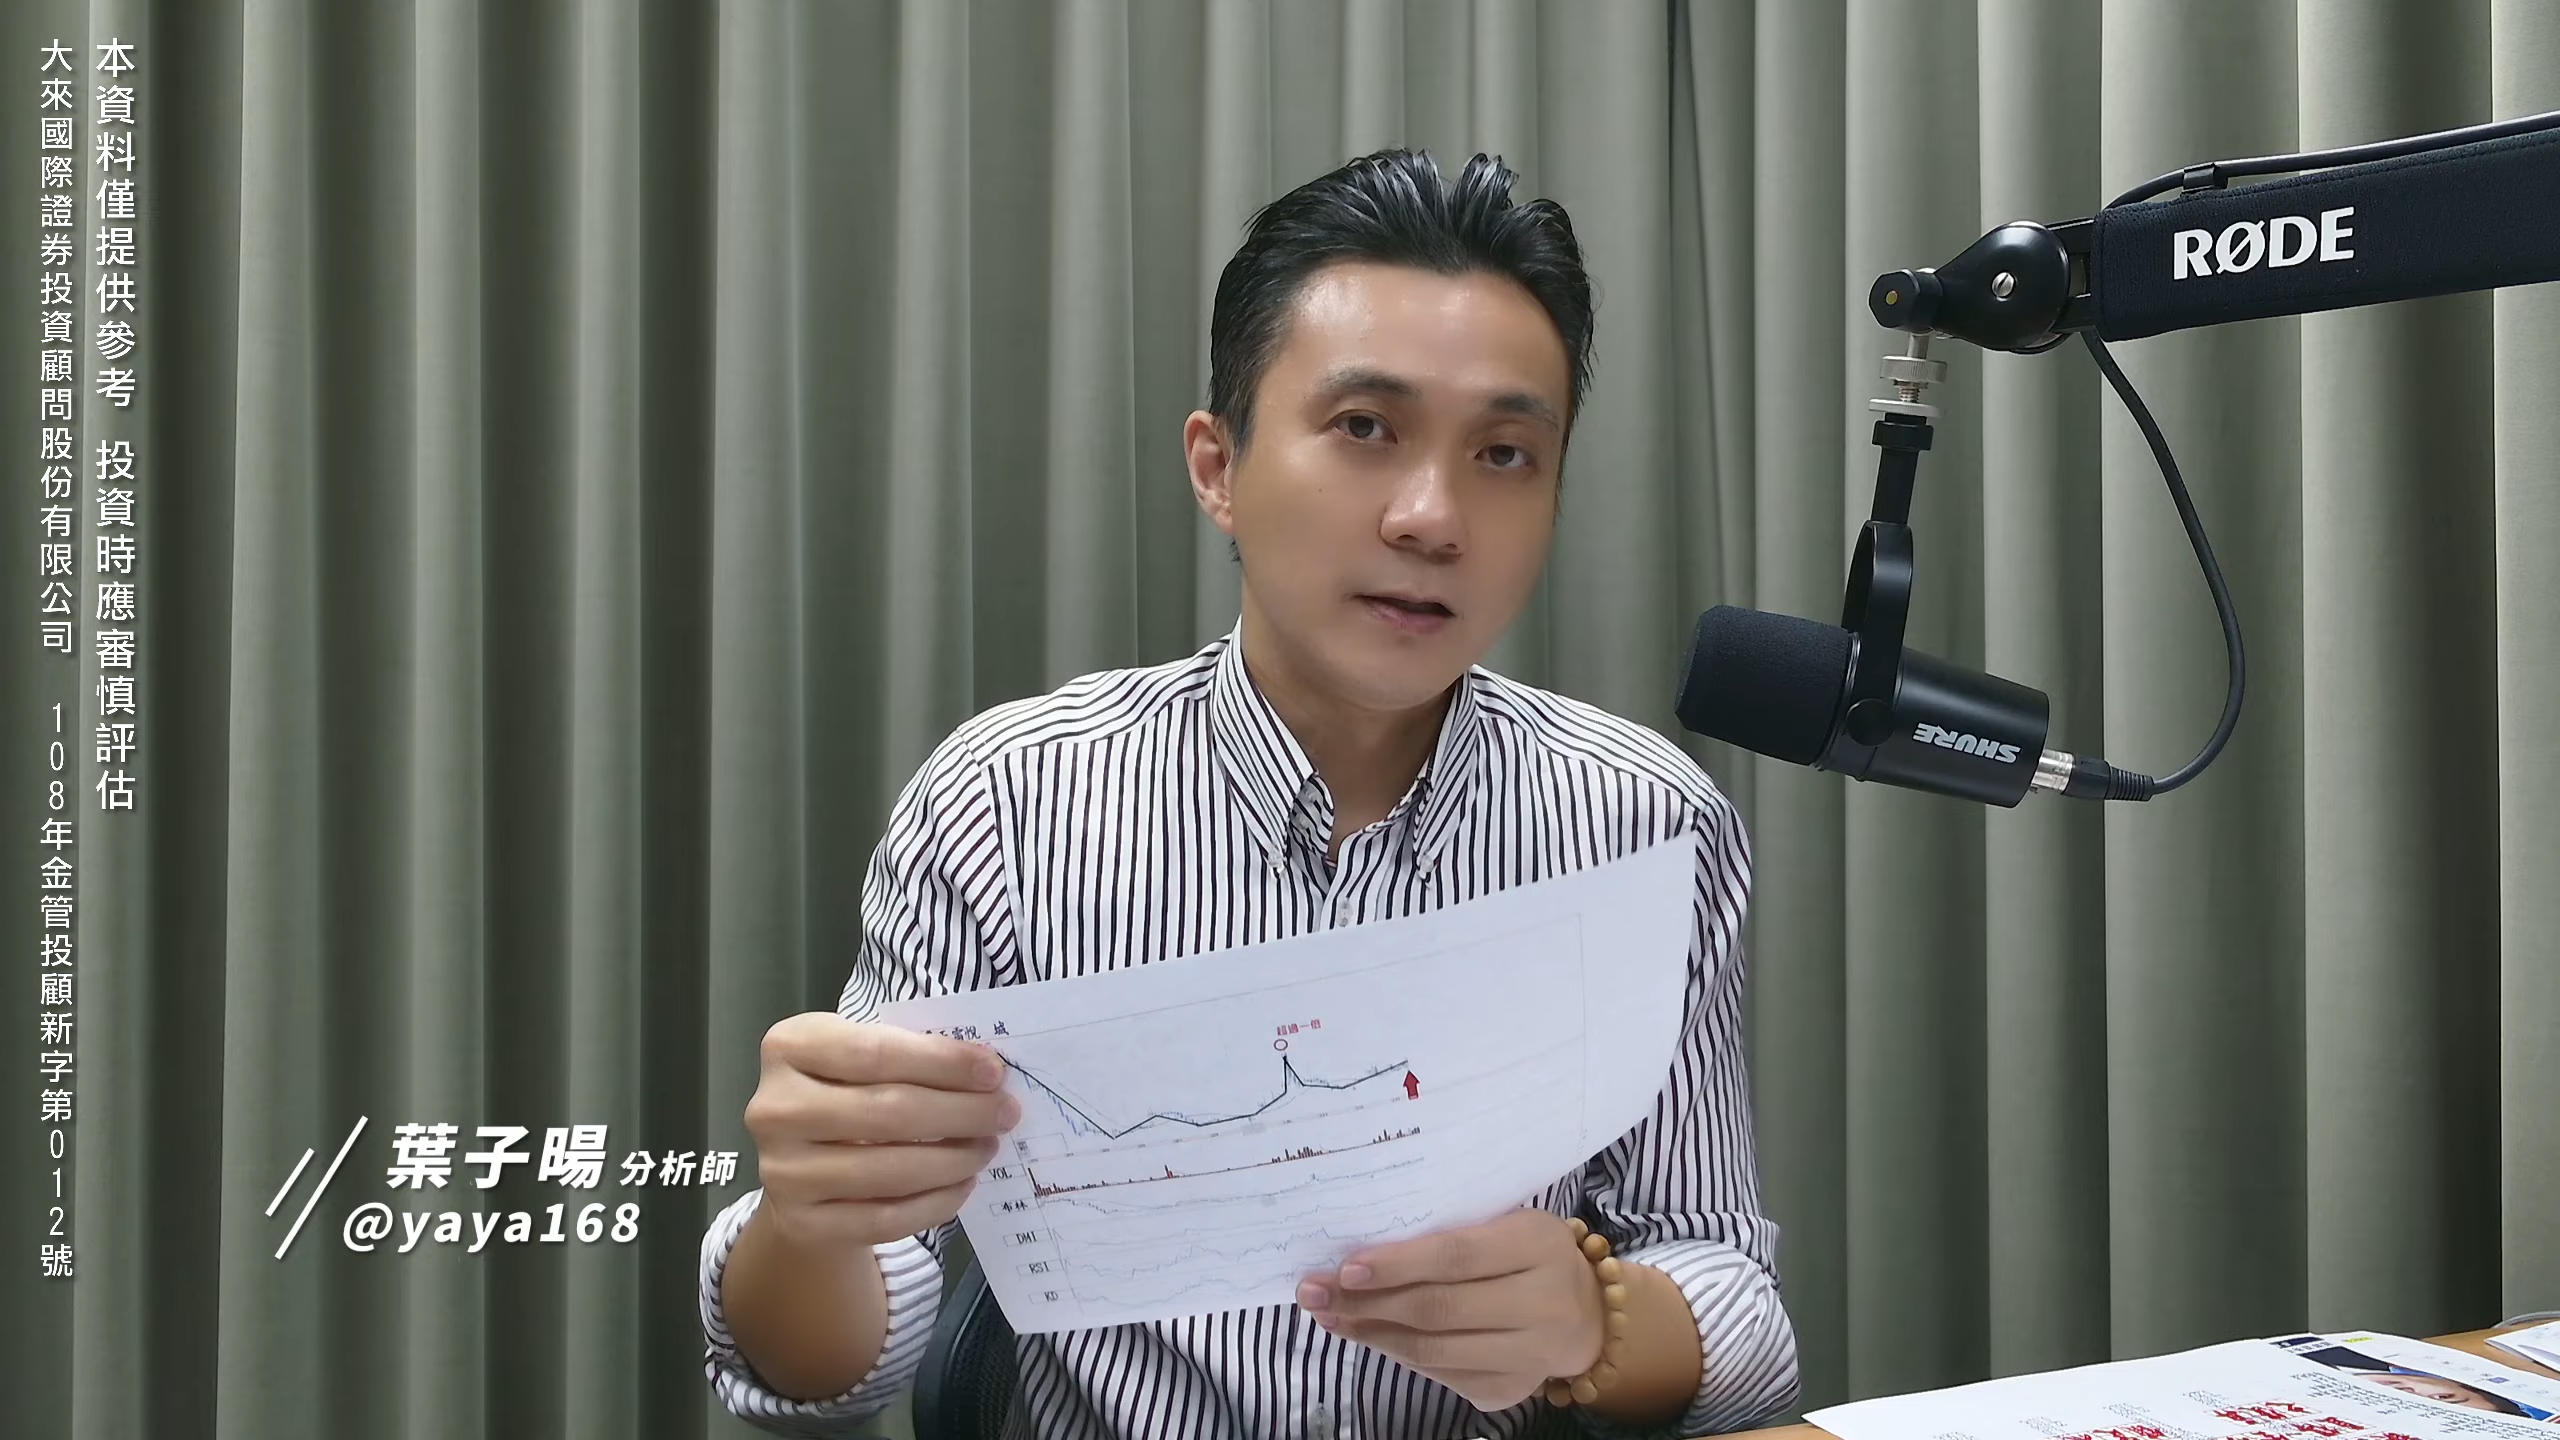 本資料僅提供參考 投資時應審慎評估
大來國際證券投資顧問股份有限公司 108年金管投顧新字第012號
RØDE
SHURE
超過一倍
VOL
布林
DMI
RSI
KD
葉子暘 分析師
@yaya168